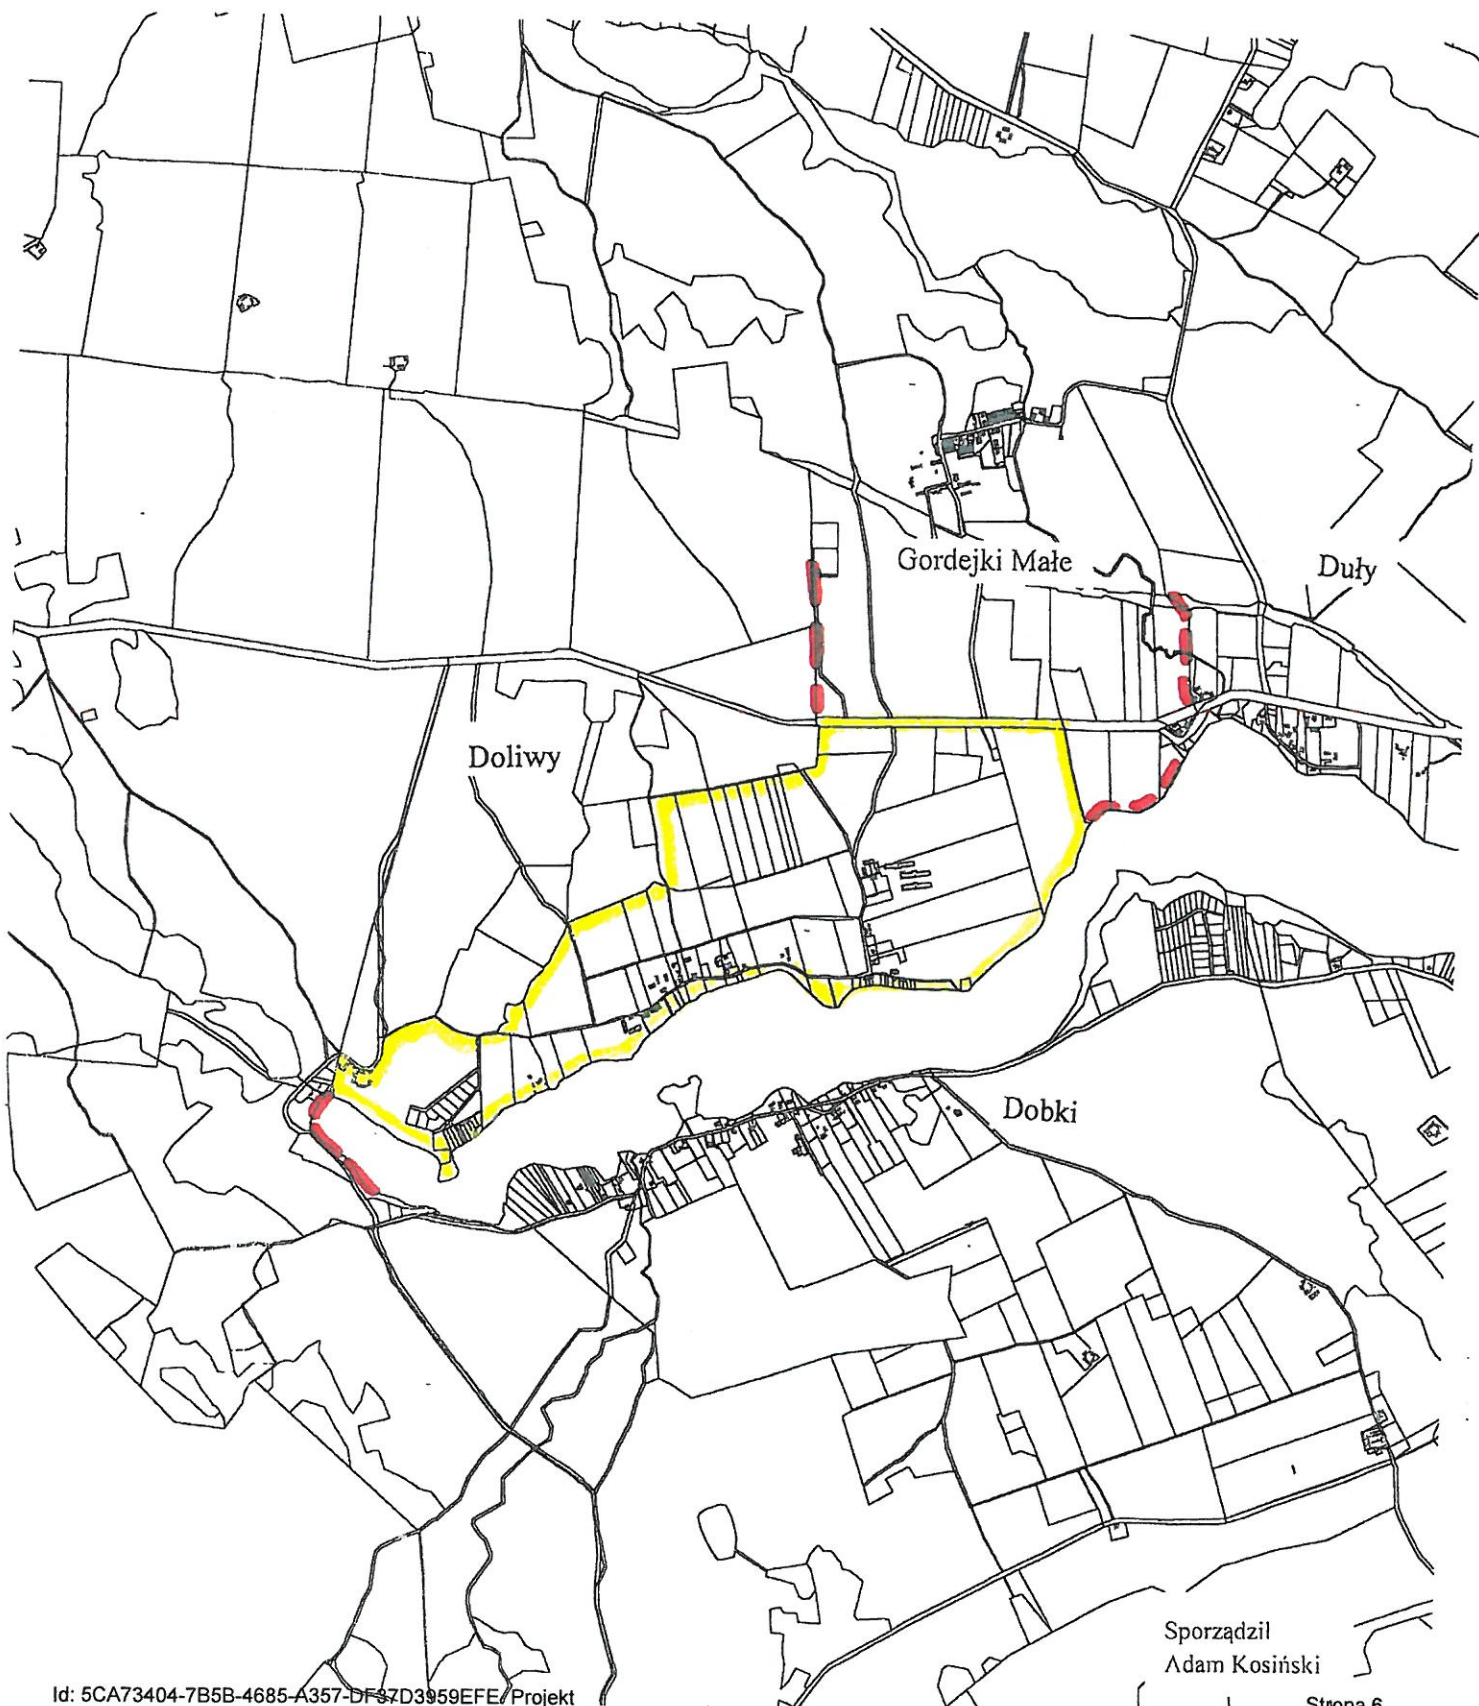 Gordejki Małe
Duły
Doliwy
Dobki
Sporządził
Adam Kosiński
Id: 5CA73404-7B5B-4685-A357-DF37D3959EFE. Projekt
Strona 6